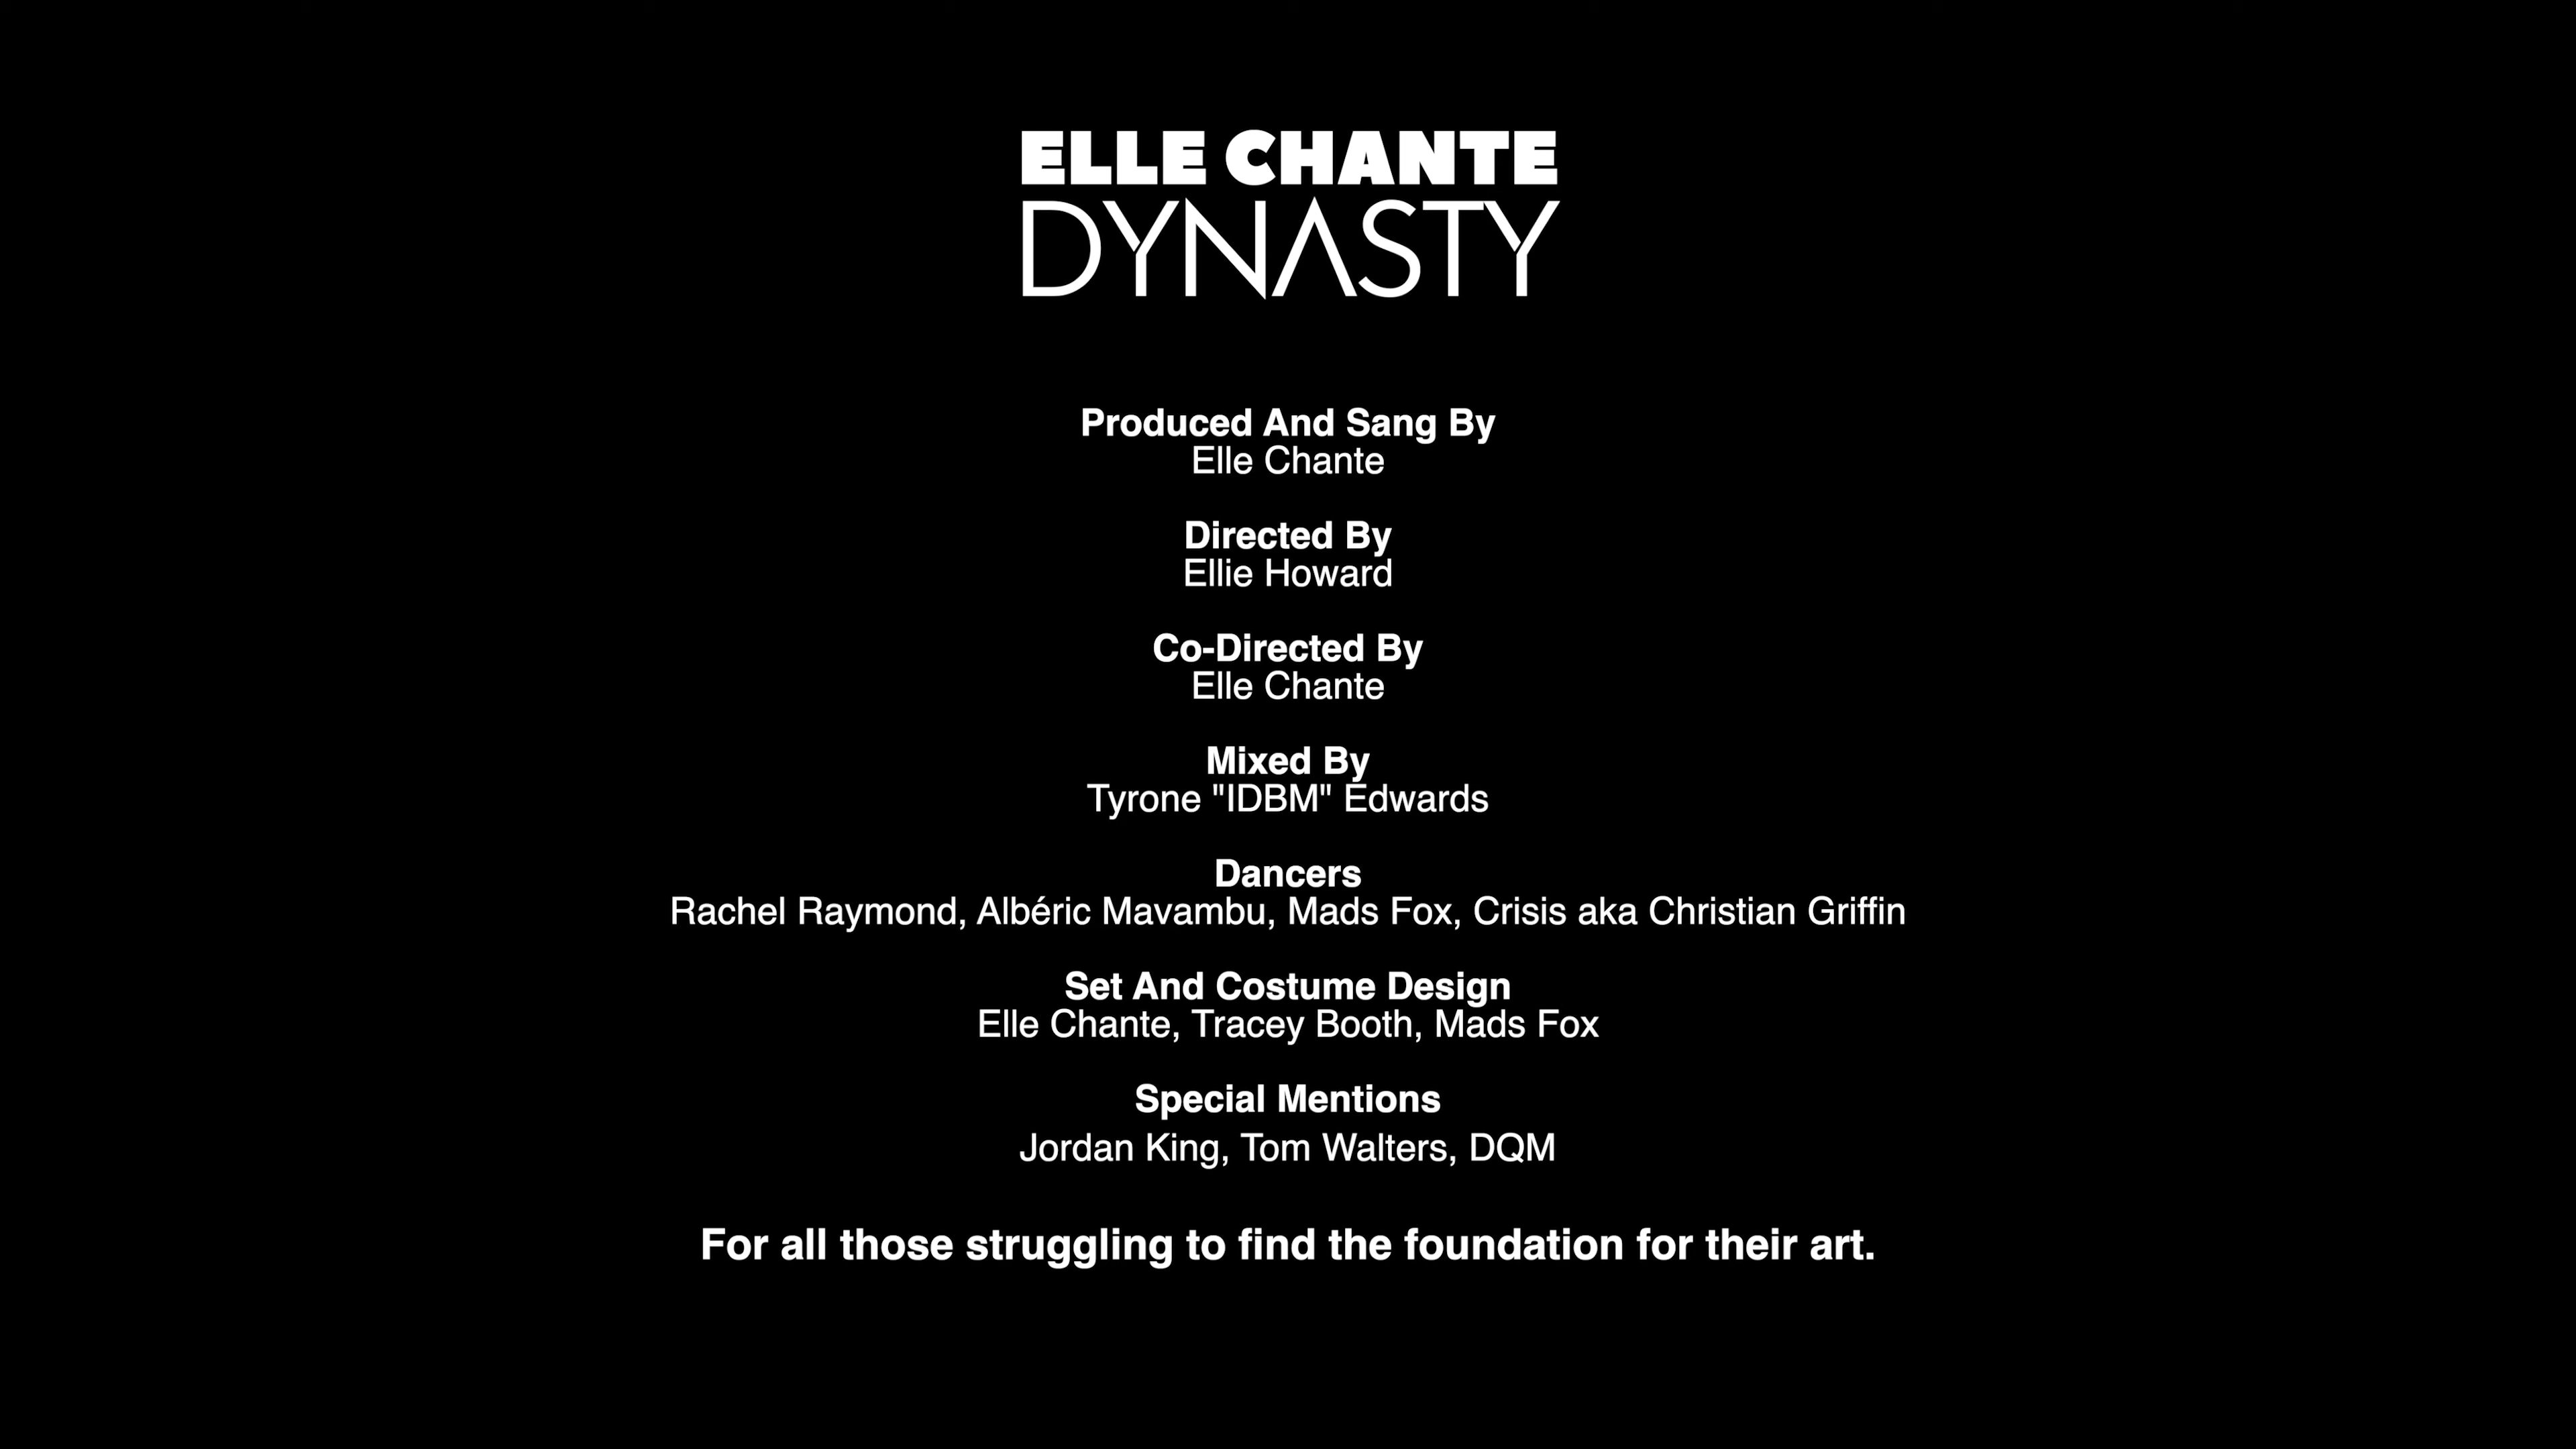 ELLE CHANTE
DYNASTY
Produced And Sang By
Elle Chante
Directed By
Ellie Howard
Co-Directed By
Elle Chante
Mixed By
Tyrone "IDBM" Edwards
Dancers
Rachel Raymond, Albéric Mavambu, Mads Fox, Crisis aka Christian Griffin
Set And Costume Design
Elle Chante, Tracey Booth, Mads Fox
Special Mentions
Jordan King, Tom Walters, DQM
For all those struggling to find the foundation for their art.